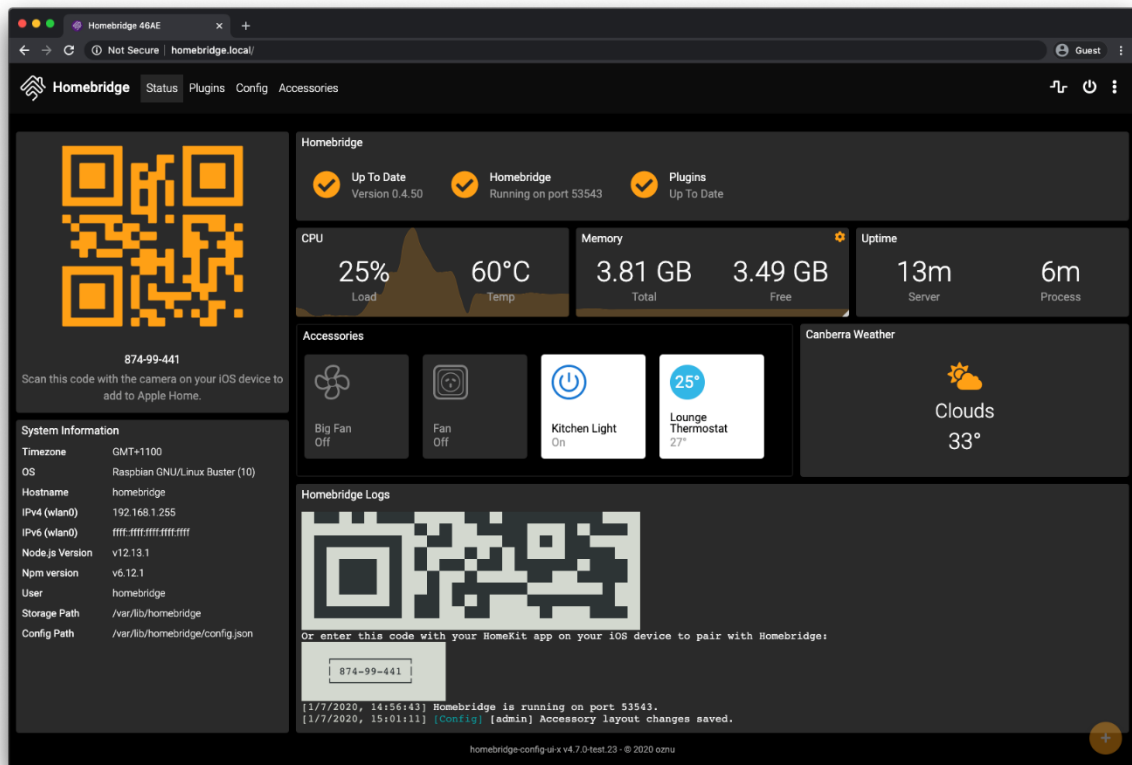 Homebridge 46AE
Not Secure | homebridge.local/
Guest
Homebridge Status Plugins Config Accessories
874-99-441
Scan this code with the camera on your iOS device to
add to Apple Home.
System Information
Timezone GMT+1100
OS Raspbian GNU/Linux Buster (10)
Hostname homebridge
IPv4 (wlan0) 192.168.1.255
IPv6 (wlan0) ffff::ffff:ffff:ffff:ffff
Node.js Version v12.13.1
Npm version v6.12.1
User homebridge
Storage Path /var/lib/homebridge
Config Path /var/lib/homebridge/config.json
Homebridge
Up To Date
Version 0.4.50
Homebridge
Running on port 53543
Plugins
Up To Date
CPU
25% 60°C
Load Temp
Memory
3.81 GB 3.49 GB
Total Free
Uptime
13m 6m
Server Process
Accessories
Big Fan
Off
Fan
Off
Kitchen Light
On
25°
Lounge
Thermostat
27°
Canberra Weather
Clouds
33°
Homebridge Logs
Or enter this code with your HomeKit app on your iOS device to pair with Homebridge:
874-99-441
[1/7/2020, 14:56:43] Homebridge is running on port 53543.
[1/7/2020, 15:01:11] [Config] [admin] Accessory layout changes saved.
homebridge-config-ui-x v4.7.0-test.23 - © 2020 oznu